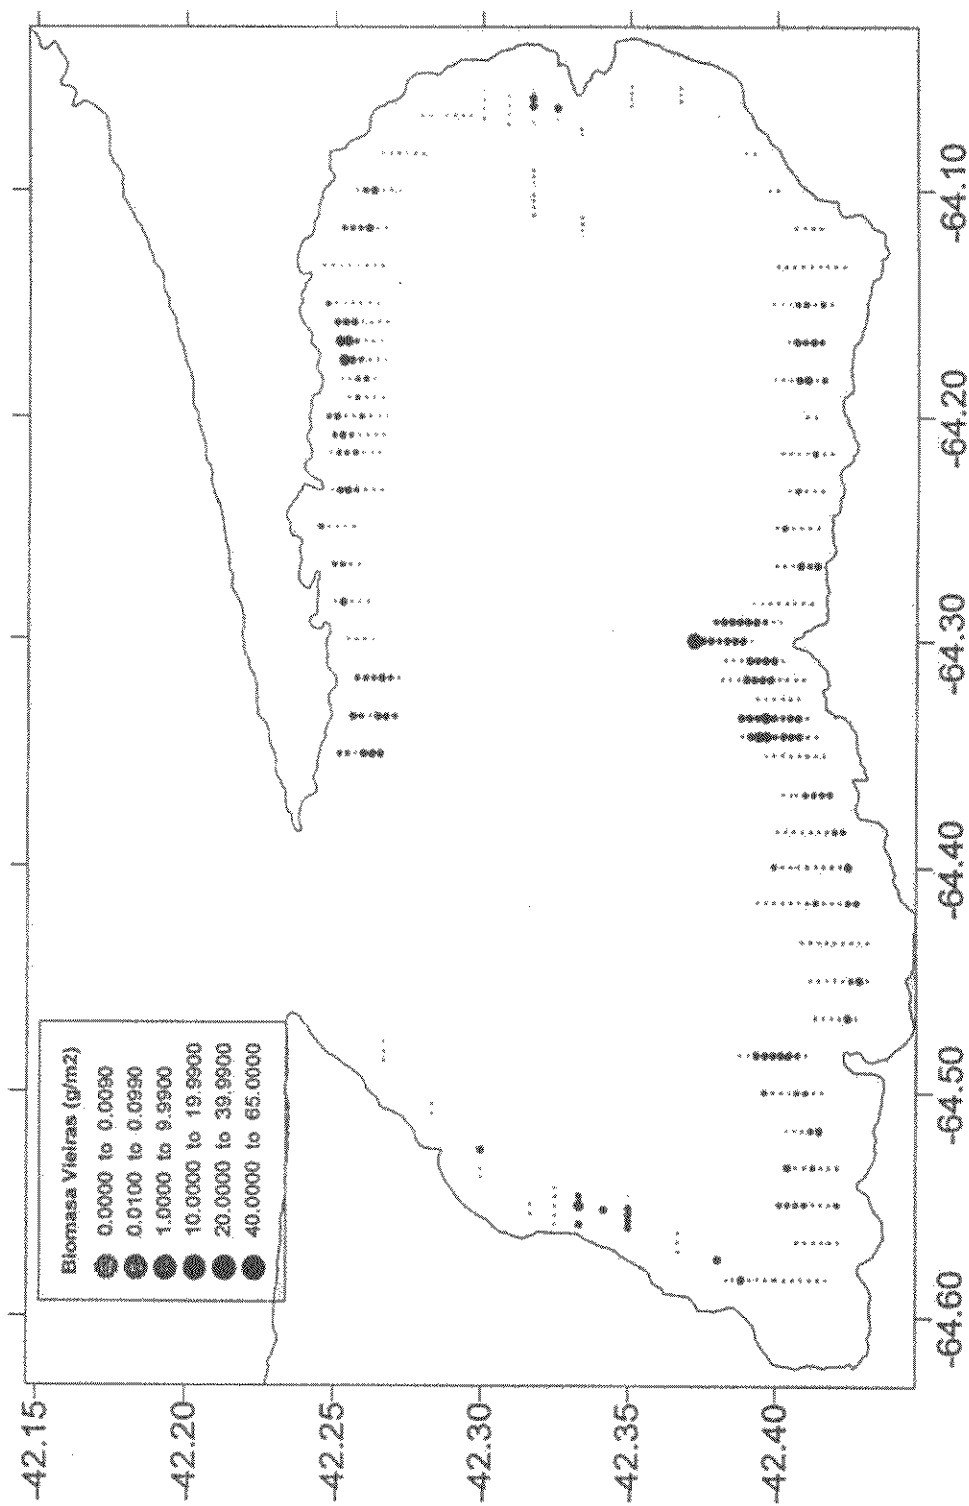 Biomasa Vieiras (g/m2)
0.0000 to 0.0090
0.0100 to 0.0990
1.0000 to 9.9900
10.0000 to 19.9900
20.0000 to 39.9900
40.0000 to 65.0000
-42.15
-42.20
-42.25
-42.30
-42.35
-42.40
-64.60
-64.50
-64.40
-64.30
-64.20
-64.10